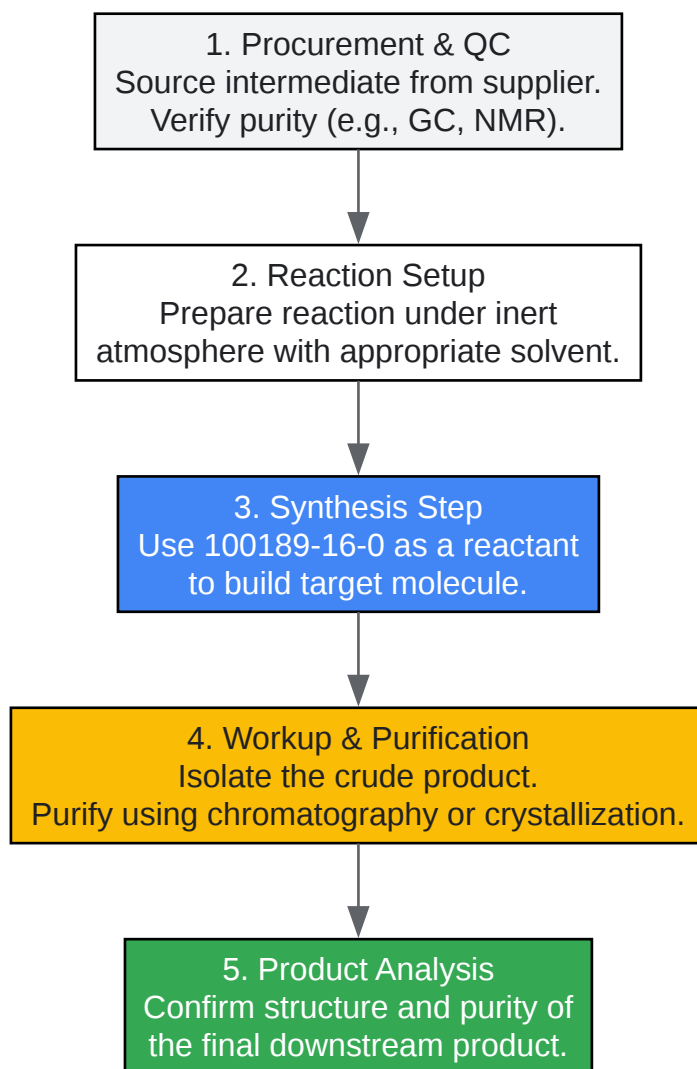 1. Procurement & QC
Source intermediate from supplier.
Verify purity (e.g., GC, NMR).
2. Reaction Setup
Prepare reaction under inert
atmosphere with appropriate solvent.
3. Synthesis Step
Use 100189-16-0 as a reactant
to build target molecule.
4. Workup & Purification
Isolate the crude product.
Purify using chromatography or crystallization.
5. Product Analysis
Confirm structure and purity of
the final downstream product.